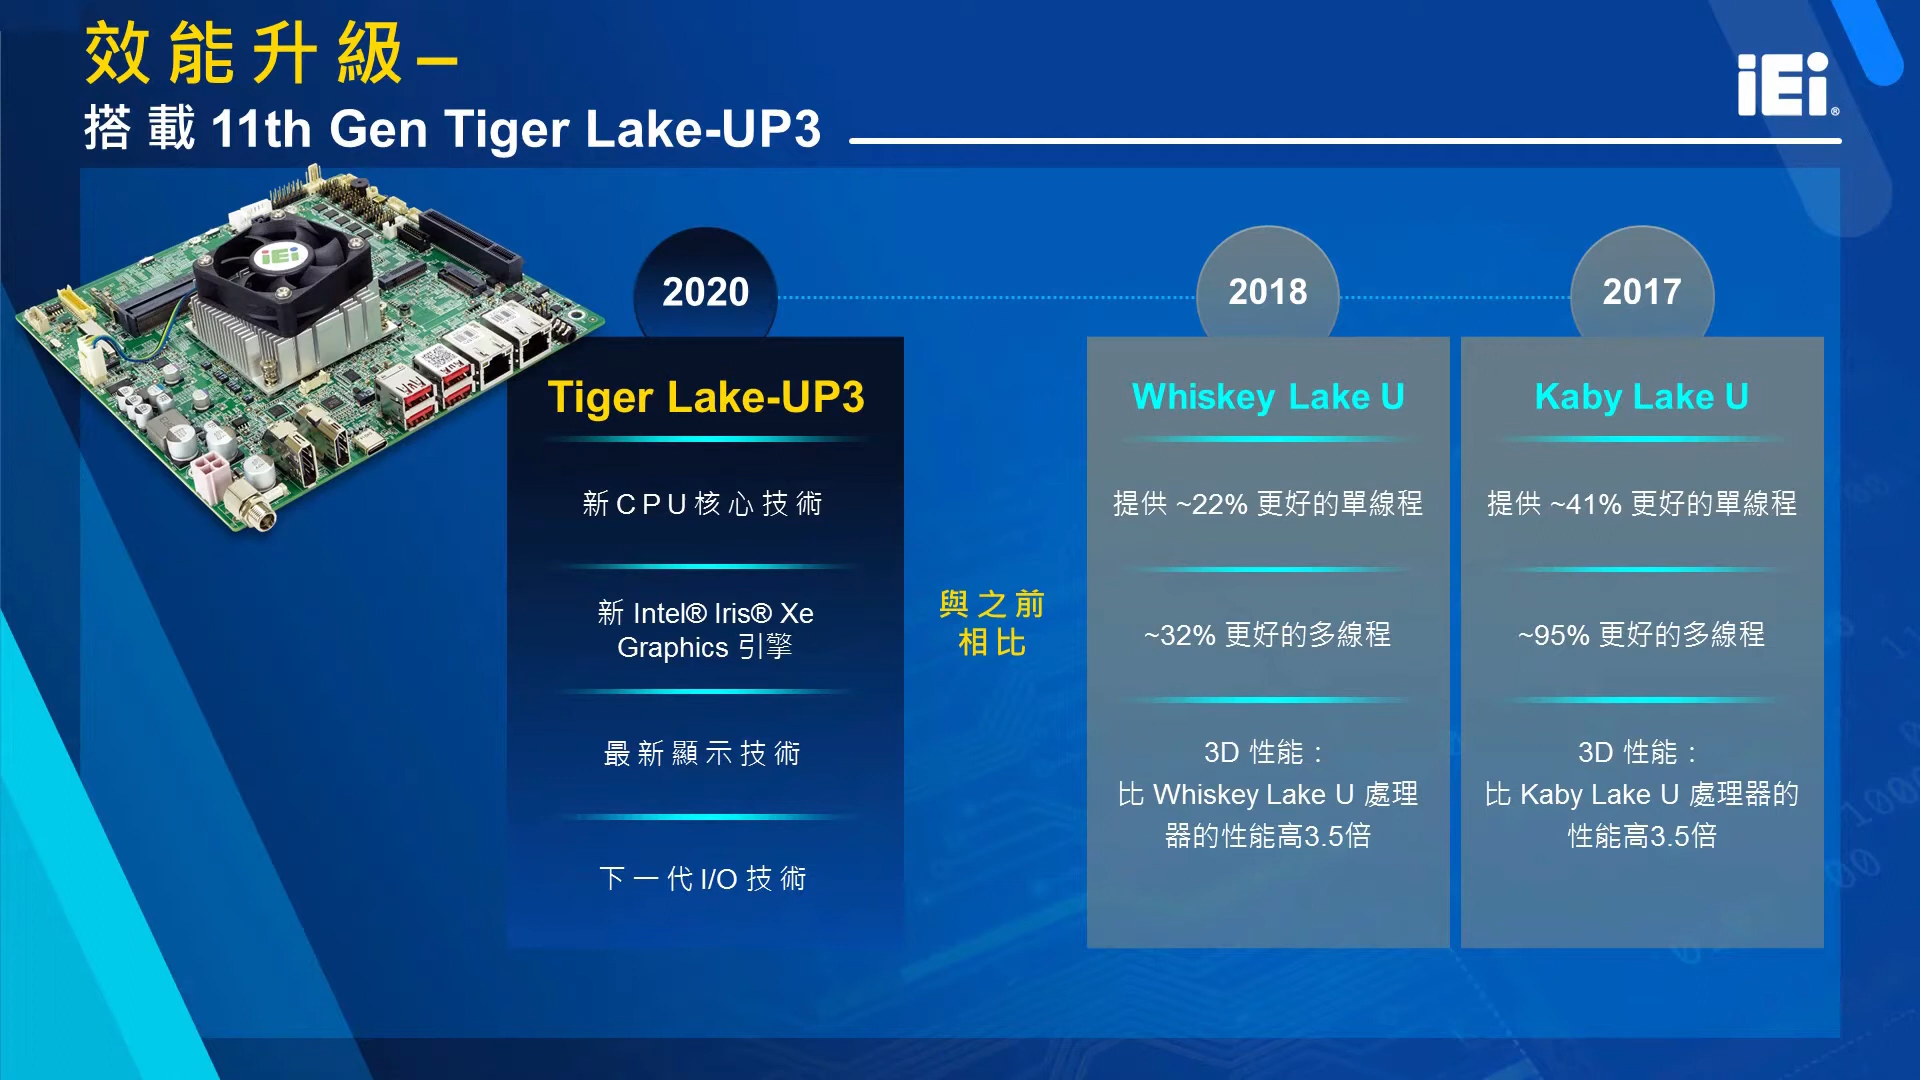 效能升級–
搭載 11th Gen Tiger Lake-UP3
iEi®
iEi
2020
Tiger Lake-UP3
新CPU核心技術
新 Intel® Iris® Xe
Graphics 引擎
最新顯示技術
下一代I/O技術
與之前
相比
2018
Whiskey Lake U
提供 ~22% 更好的單線程
~32% 更好的多線程
3D 性能：
比 Whiskey Lake U 處理
器的性能高3.5倍
2017
Kaby Lake U
提供 ~41% 更好的單線程
~95% 更好的多線程
3D 性能：
比 Kaby Lake U 處理器的
性能高3.5倍